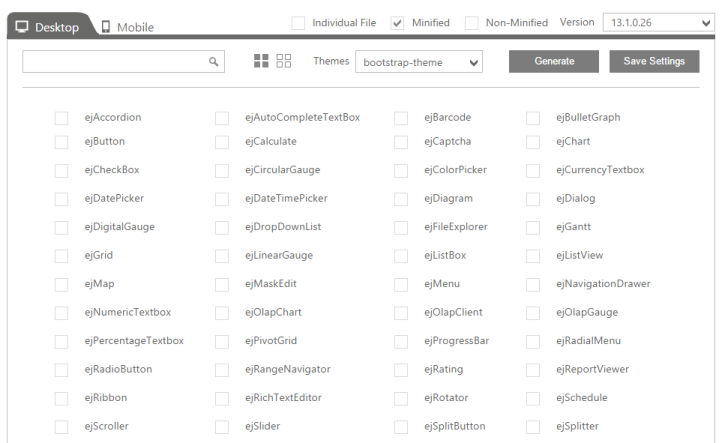 Desktop Mobile Individual File Minified Non-Minified Version 13.1.0.26
Themes bootstrap-theme Generate Save Settings
ejAccordion ejAutoCompleteTextBox ejBarcode ejBulletGraph
ejButton ejCalculate ejCaptcha ejChart
ejCheckBox ejCircularGauge ejColorPicker ejCurrencyTextbox
ejDatePicker ejDateTimePicker ejDiagram ejDialog
ejDigitalGauge ejDropDownList ejFileExplorer ejGantt
ejGrid ejLinearGauge ejListBox ejListView
ejMap ejMaskEdit ejMenu ejNavigationDrawer
ejNumericTextbox ejOlapChart ejOlapClient ejOlapGauge
ejPercentageTextbox ejPivotGrid ejProgressBar ejRadialMenu
ejRadioButton ejRangeNavigator ejRating ejReportViewer
ejRibbon ejRichTextEditor ejRotator ejSchedule
ejScroller ejSlider ejSplitButton ejSplitter